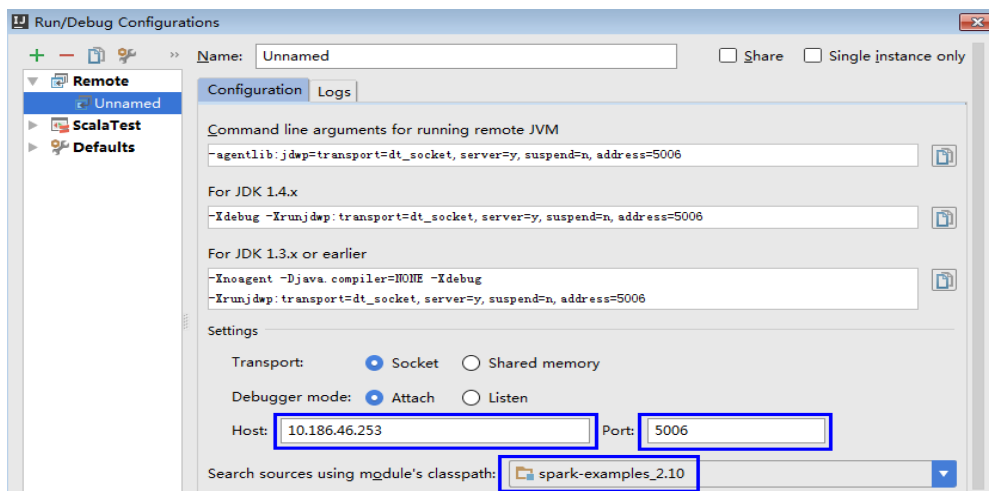 Run/Debug Configurations
Name: Unnamed Share Single instance only
Remote
Unnamed
ScalaTest
Defaults
Configuration Logs
Command line arguments for running remote JVM
-agentlib:jdwp=transport=dt_socket, server=y, suspend=n, address=5006
For JDK 1.4.x
-Xdebug -Xrunjdwp:transport=dt_socket, server=y, suspend=n, address=5006
For JDK 1.3.x or earlier
-Xnoagent -Djava.compiler=NONE -Xdebug
-Xrunjdwp:transport=dt_socket, server=y, suspend=n, address=5006
Settings
Transport: Socket Shared memory
Debugger mode: Attach Listen
Host: 10.186.46.253 Port: 5006
Search sources using module's classpath: spark-examples_2.10